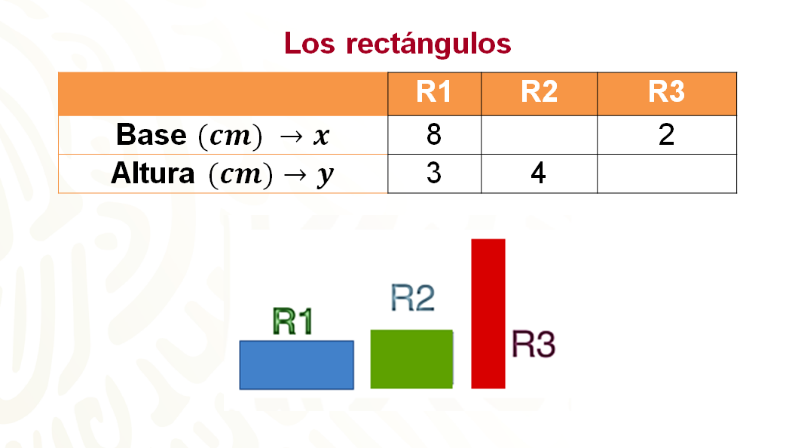 Los rectángulos
R1 R2 R3
Base (cm) → x 8 2
Altura (cm) → y 3 4
R1
R2
R3